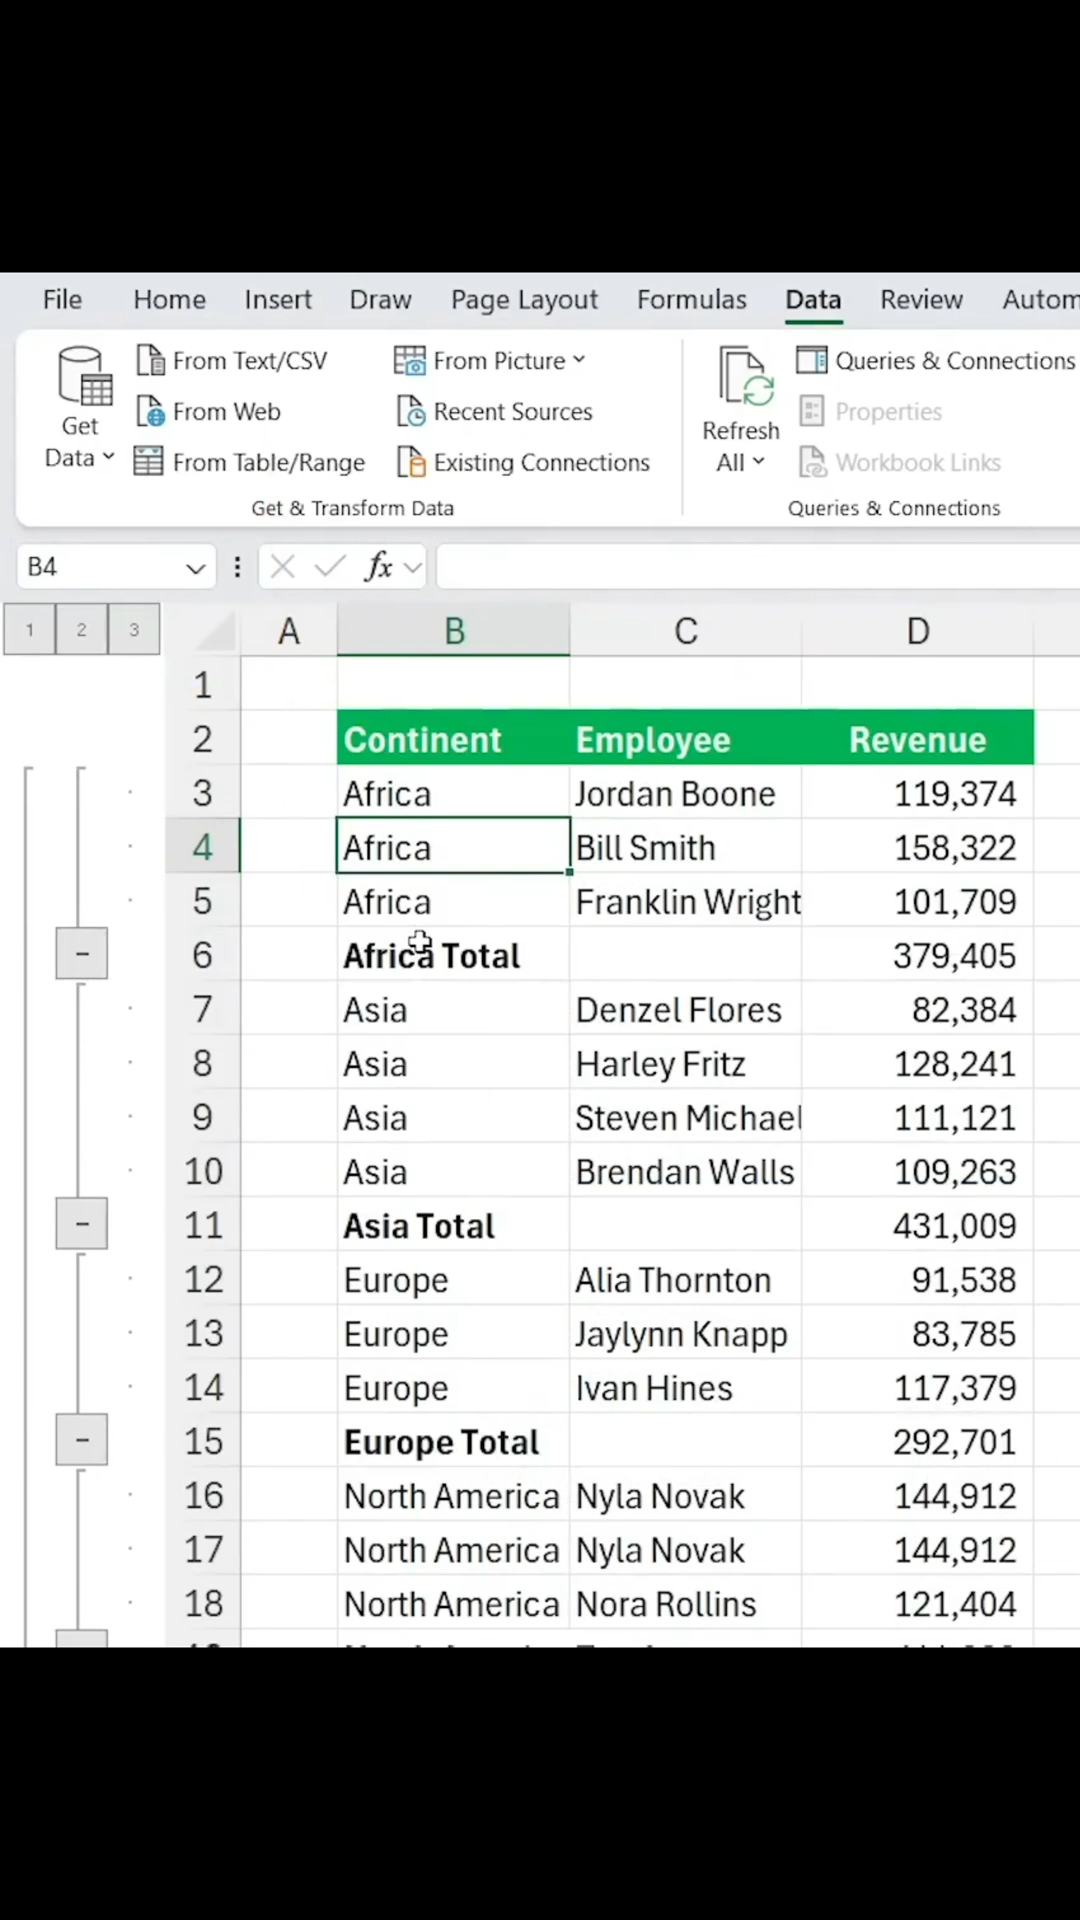 File Home Insert Draw Page Layout Formulas Data Review Autom
From Text/CSV From Picture Queries & Connections
Get Data From Web Recent Sources Refresh All Properties
From Table/Range Existing Connections Workbook Links
Get & Transform Data Queries & Connections
B4 fx
1 2 3 A B C D
1
2 Continent Employee Revenue
3 Africa Jordan Boone 119,374
4 Africa Bill Smith 158,322
5 Africa Franklin Wright 101,709
6 Africa Total 379,405
7 Asia Denzel Flores 82,384
8 Asia Harley Fritz 128,241
9 Asia Steven Michael 111,121
10 Asia Brendan Walls 109,263
11 Asia Total 431,009
12 Europe Alia Thornton 91,538
13 Europe Jaylynn Knapp 83,785
14 Europe Ivan Hines 117,379
15 Europe Total 292,701
16 North America Nyla Novak 144,912
17 North America Nyla Novak 144,912
18 North America Nora Rollins 121,404